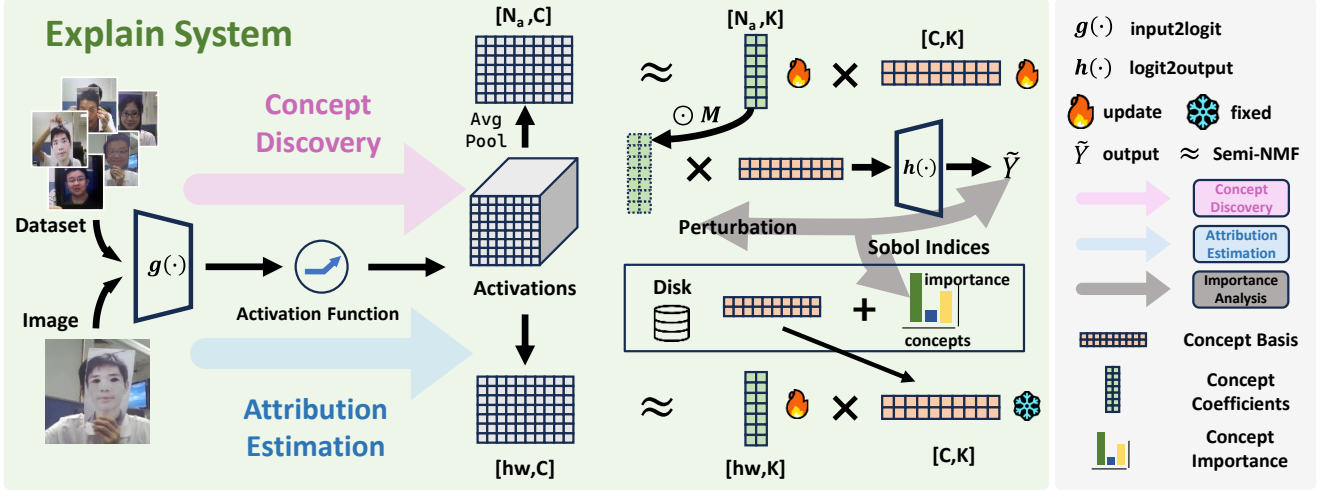 Explain System
[Nₐ,C]
[Nₐ,K]
[C,K]
≈
×
Concept
Discovery
Avg
Pool
⊙ M
×
h(·)
Ỹ
Dataset
g(·)
Perturbation
Sobol Indices
Activation Function
Activations
Disk
+
importance
concepts
Image
Attribution
Estimation
≈
×
[hw,C]
[hw,K]
[C,K]
g(·) input2logit
h(·) logit2output
update
fixed
Ỹ output ≈ Semi-NMF
Concept
Discovery
Attribution
Estimation
Importance
Analysis
Concept Basis
Concept
Coefficients
Concept
Importance